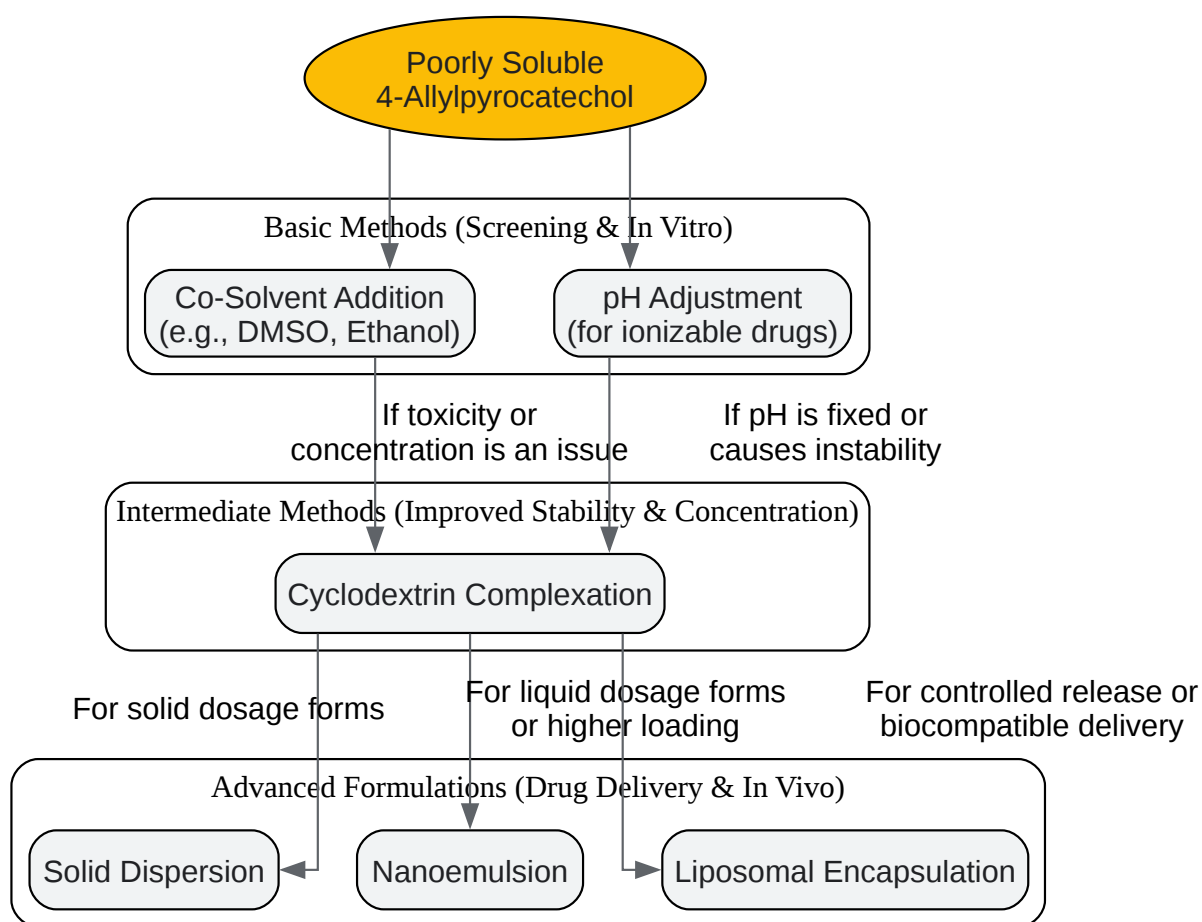 Poorly Soluble
4-Allylpyrocatechol
Basic Methods (Screening & In Vitro)
Co-Solvent Addition
(e.g., DMSO, Ethanol)
pH Adjustment
(for ionizable drugs)
If toxicity or
concentration is an issue
If pH is fixed or
causes instability
Intermediate Methods (Improved Stability & Concentration)
Cyclodextrin Complexation
For solid dosage forms
For liquid dosage forms
or higher loading
For controlled release or
biocompatible delivery
Advanced Formulations (Drug Delivery & In Vivo)
Solid Dispersion
Nanoemulsion
Liposomal Encapsulation